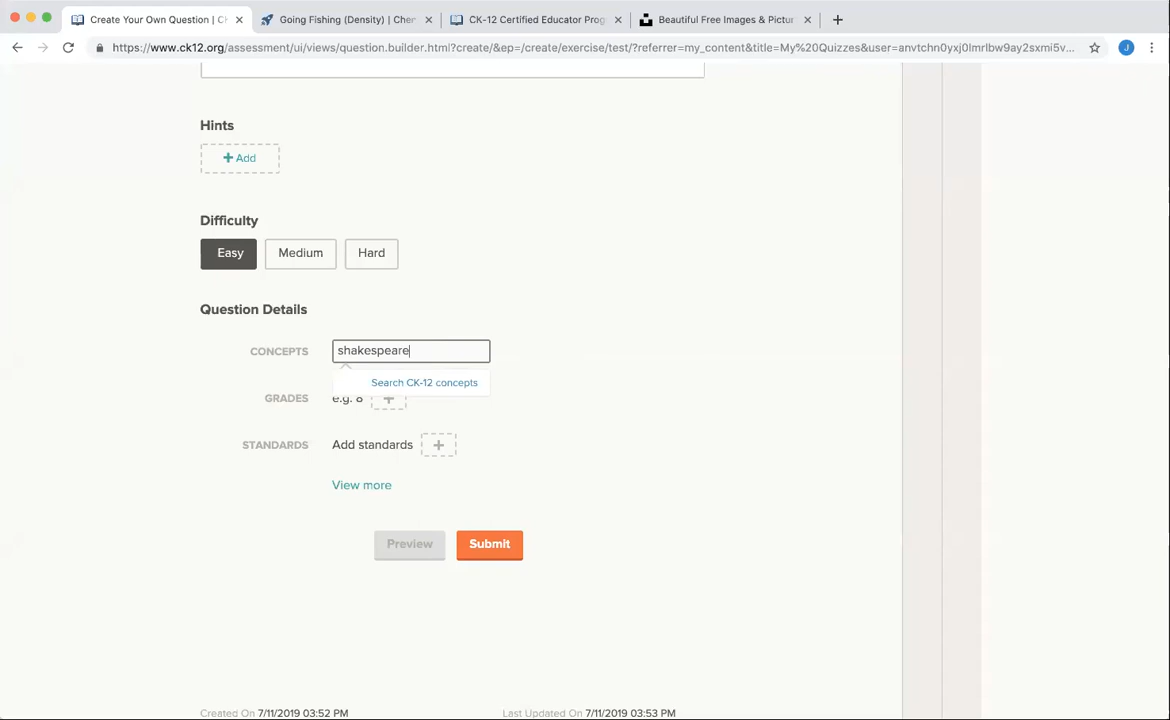 Create Your Own Question | Ck
Going Fishing (Density) | Chem
CK-12 Certified Educator Prog
Beautiful Free Images & Pictur
https://www.ck12.org/assessment/ui/views/question.builder.html?create/&ep=/create/exercise/test/?referrer=my_content&title=My%20Quizzes&user=anvtchn0yxj0lmrlbw9ay2sxmi5v...
J
Hints
+ Add
Difficulty
Easy Medium Hard
Question Details
CONCEPTS shakespeare
Search CK-12 concepts
GRADES e.g. 8 +
STANDARDS Add standards +
View more
Preview Submit
Created On 7/11/2019 03:52 PM Last Updated On 7/11/2019 03:53 PM